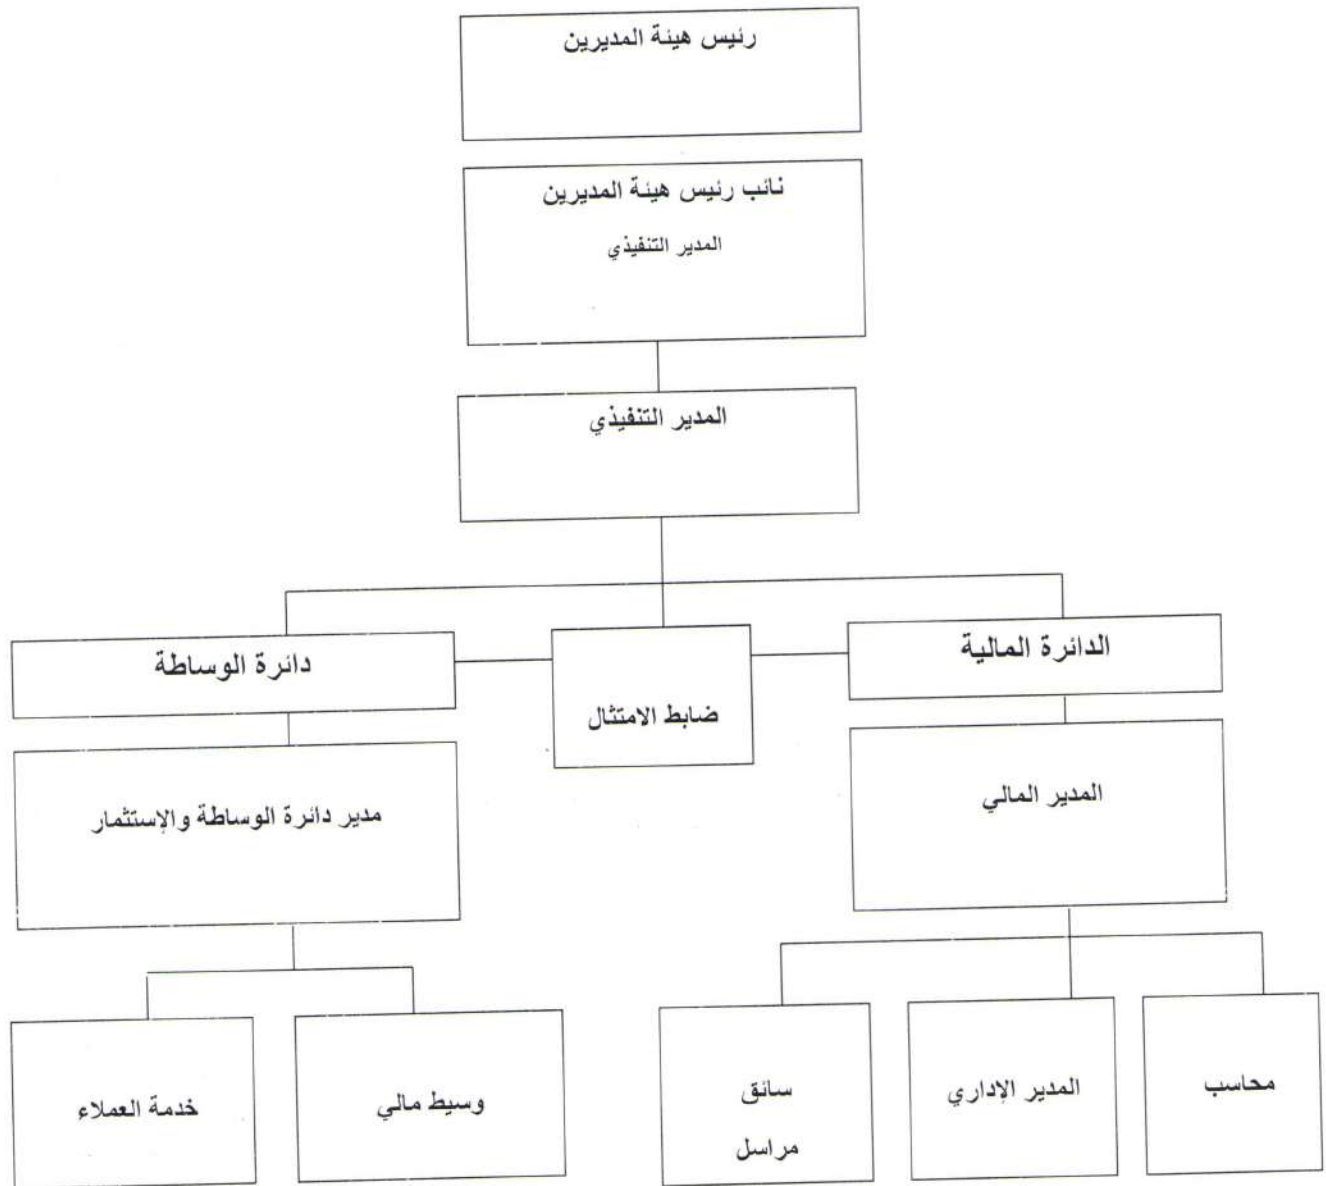 رئيس هيئة المديرين
نائب رئيس هيئة المديرين
المدير التنفيذي
المدير التنفيذي
الدائرة المالية
ضابط الامتثال
دائرة الوساطة
المدير المالي
مدير دائرة الوساطة والإستثمار
محاسب
المدير الإداري
سائق
مراسل
وسيط مالي
خدمة العملاء